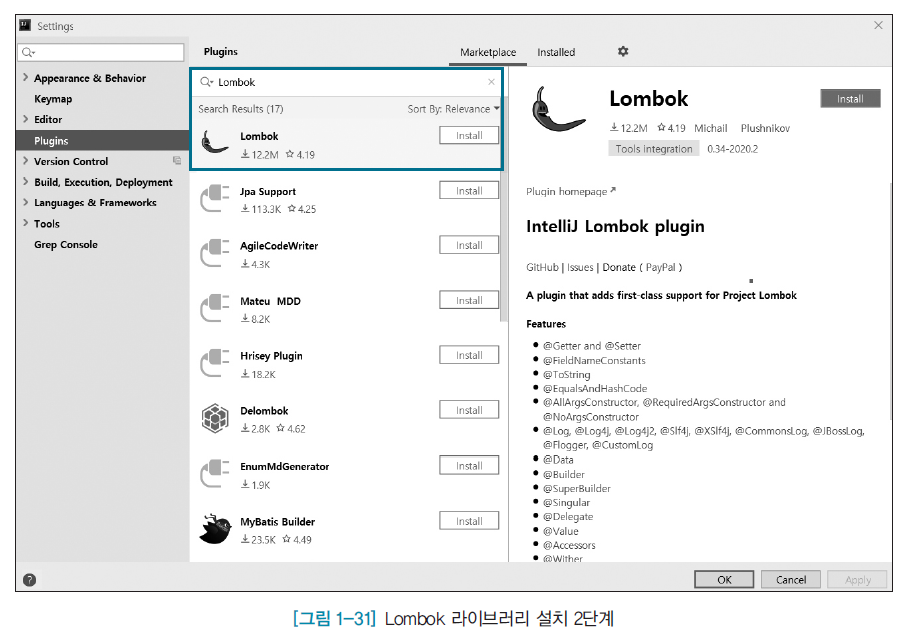 Settings
Appearance & Behavior
Keymap
Editor
Plugins
Version Control
Build, Execution, Deployment
Languages & Frameworks
Tools
Grep Console
Plugins
Marketplace
Installed
Lombok
Search Results (17)
Sort By: Relevance
Lombok
Install
12.2M 4.19
Jpa Support
Install
113.3K 4.25
AgileCodeWriter
Install
4.3K
Mateu MDD
Install
8.2K
Hrisey Plugin
Install
18.2K
Delombok
Install
2.8K 4.62
EnumMdGenerator
Install
1.9K
MyBatis Builder
Install
23.5K 4.49
Lombok
Install
12.2M 4.19 Michail Plushnikov
Tools Integration 0.34-2020.2
Plugin homepage
IntelliJ Lombok plugin
GitHub | Issues | Donate ( PayPal )
A plugin that adds first-class support for Project Lombok
Features
@Getter and @Setter
@FieldNameConstants
@ToString
@EqualsAndHashCode
@AllArgsConstructor, @RequiredArgsConstructor and
@NoArgsConstructor
@Log, @Log4j, @Log4j2, @Slf4j, @XSlf4j, @CommonsLog, @JBossLog,
@Flogger, @CustomLog
@Data
@Builder
@SuperBuilder
@Singular
@Delegate
@Value
@Accessors
@Wither
?
OK
Cancel
Apply
[그림 1-31] Lombok 라이브러리 설치 2단계